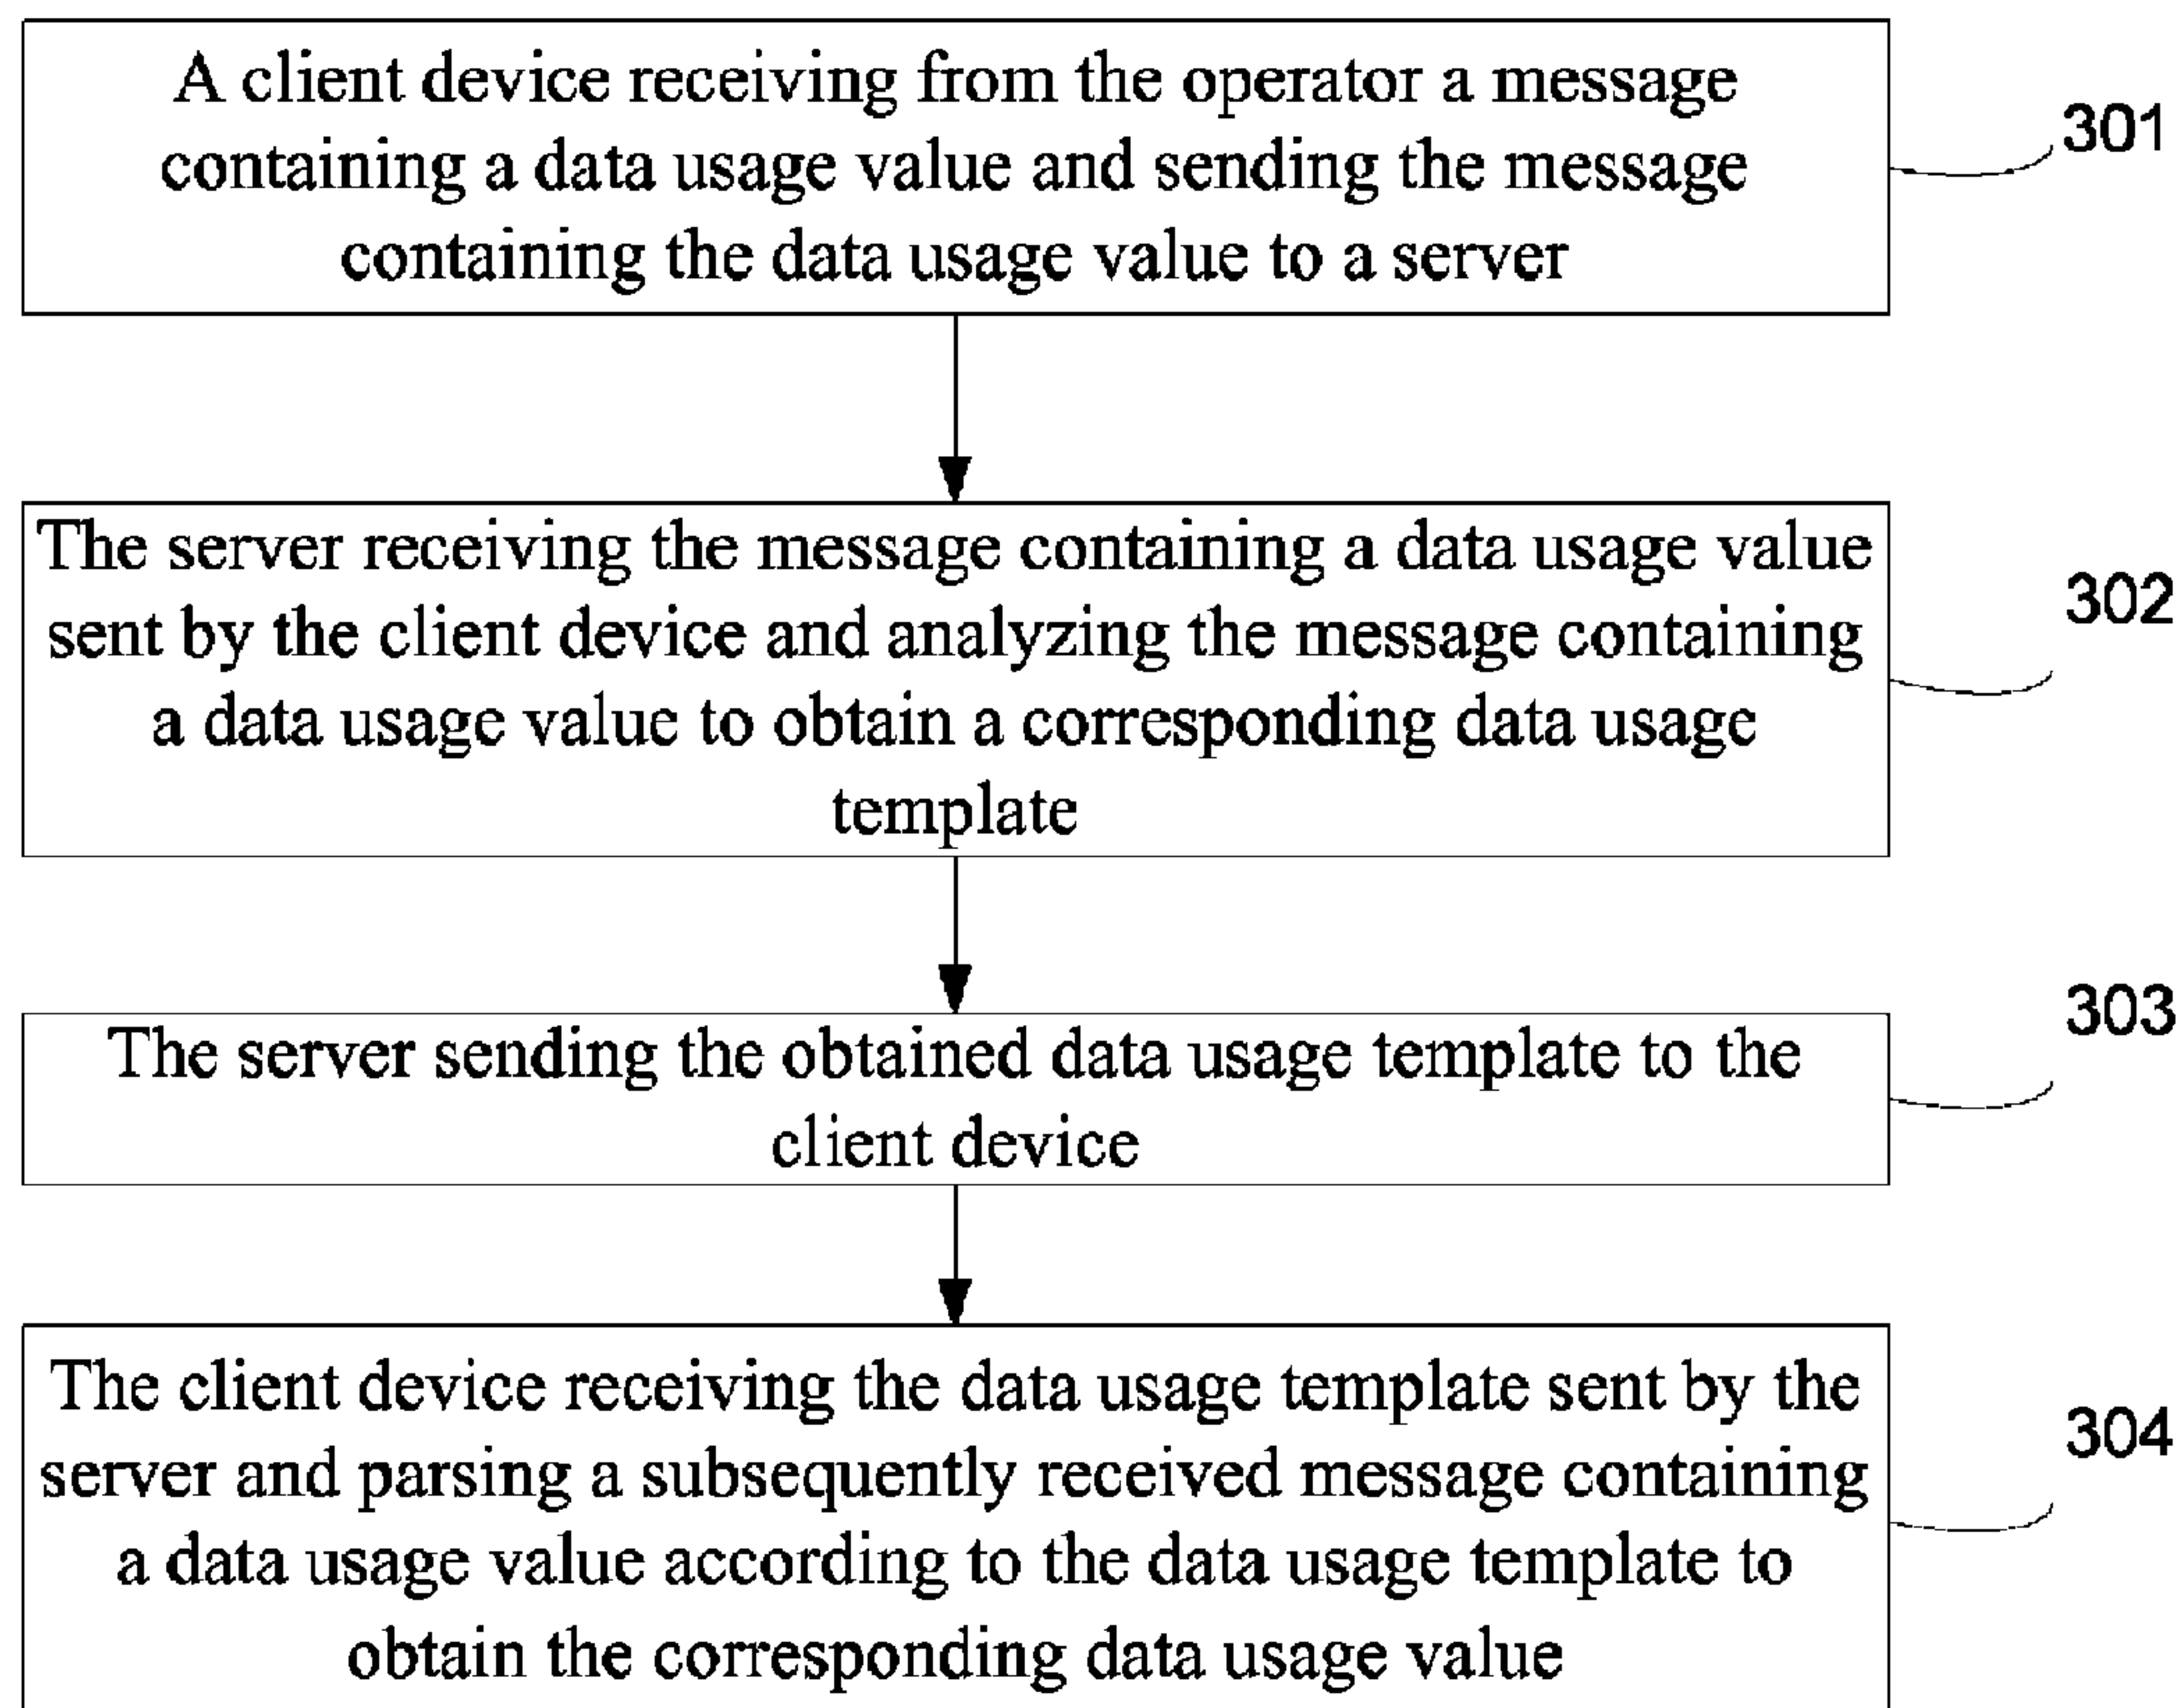 A client device receiving from the operator a message
containing a data usage value and sending the message
containing the data usage value to a server
301
The server receiving the message containing a data usage value
sent by the client device and analyzing the message containing
a data usage value to obtain a corresponding data usage
template
302
The server sending the obtained data usage template to the
client device
303
The client device receiving the data usage template sent by the
server and parsing a subsequently received message containing
a data usage value according to the data usage template to
obtain the corresponding data usage value
304